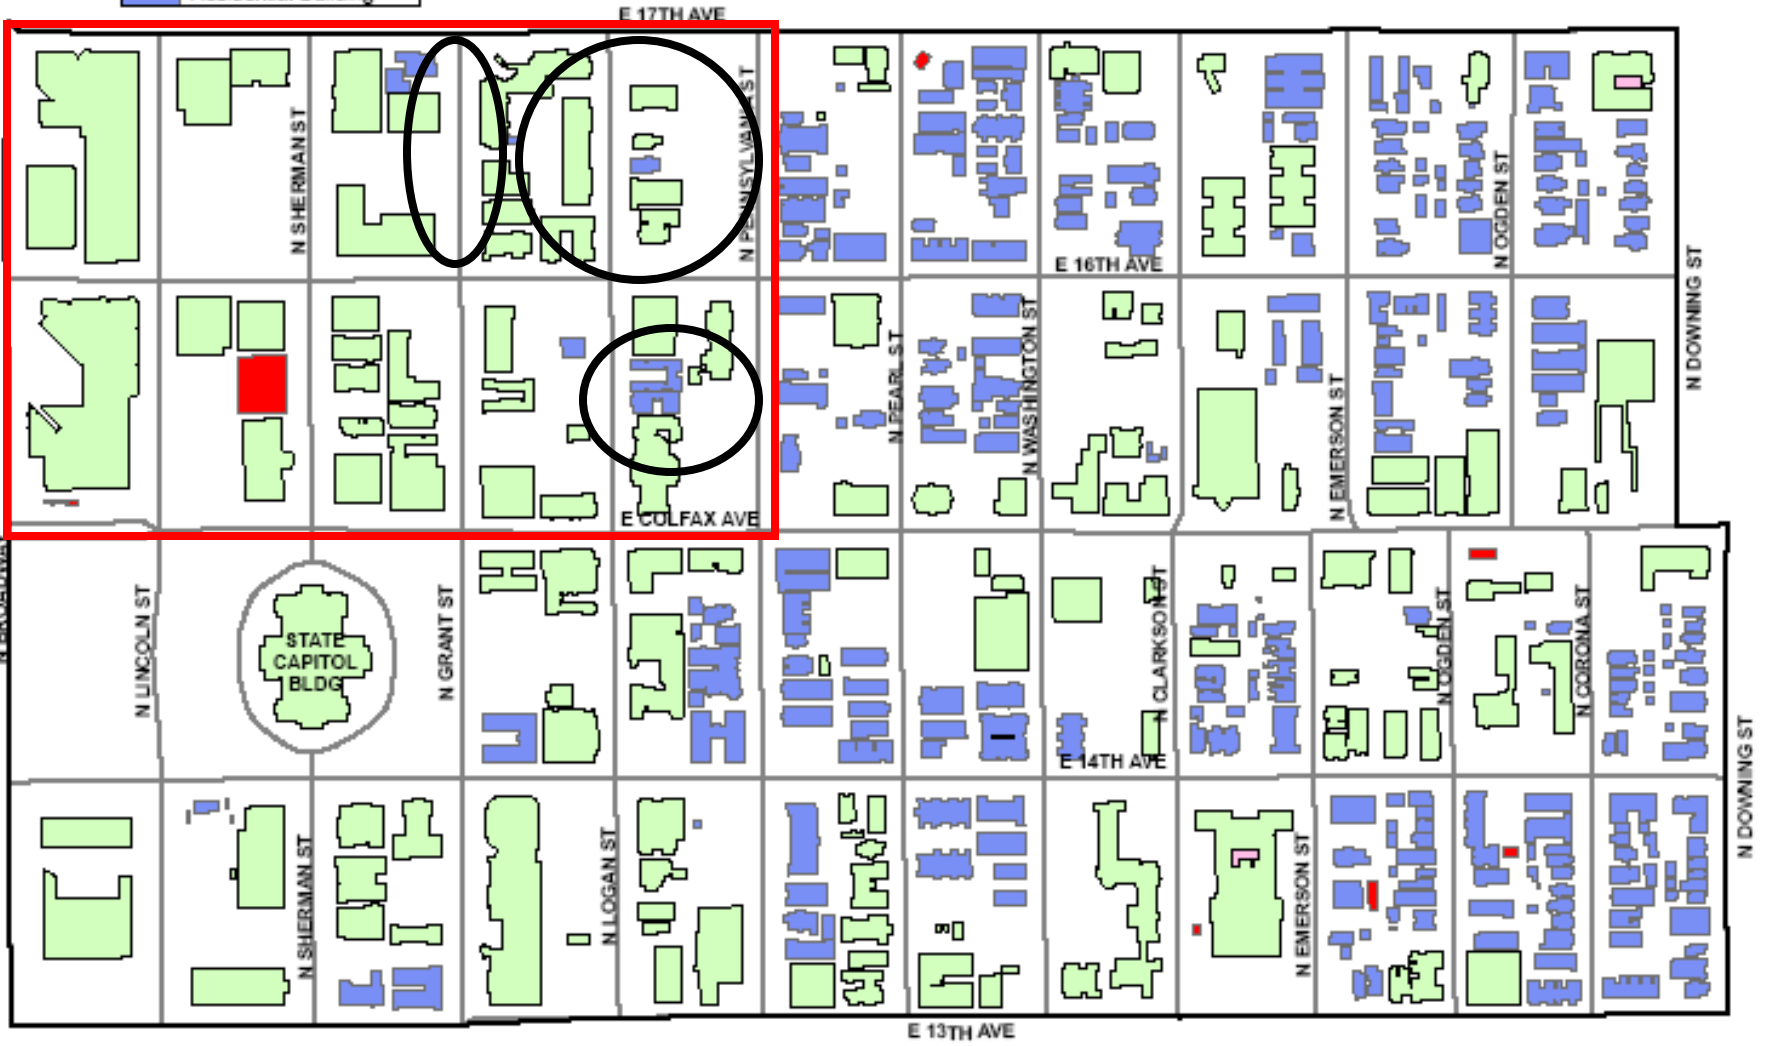 E 17TH AVE
N SHERMAN ST
N PENNSYLVANIA ST
N OGDEN ST
E 16TH AVE
N DOWNING ST
N PEARL ST
N WASHINGTON ST
N EMERSON ST
E COLFAX AVE
N LINCOLN ST
STATE
CAPITOL
BLDG
N GRANT ST
N CLARKSON ST
N OGDEN ST
N CORONA ST
N DOWNING ST
E 14TH AVE
N SHERMAN ST
N LOGAN ST
N EMERSON ST
E 13TH AVE